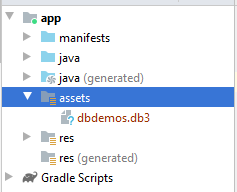 app
manifests
java
java (generated)
assets
dbdemos.db3
res
res (generated)
Gradle Scripts